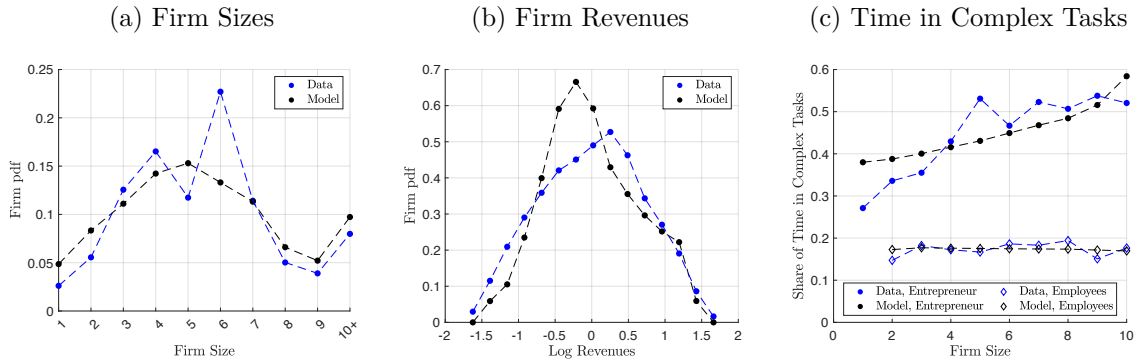 (a) Firm Sizes
0.25
0.2
0.15
0.1
0.05
0
Firm pdf
Data
Model
1
2
3
4
5
6
7
8
9
10+
Firm Size
(b) Firm Revenues
0.7
0.6
0.5
0.4
0.3
0.2
0.1
0
Firm pdf
Data
Model
-2
-1.5
-1
-0.5
0
0.5
1
1.5
2
Log Revenues
(c) Time in Complex Tasks
0.6
0.5
0.4
0.3
0.2
0.1
0
Share of Time in Complex Tasks
Data, Entrepreneur
Model, Entrepreneur
Data, Employees
Model, Employees
0
2
4
6
8
10
Firm Size